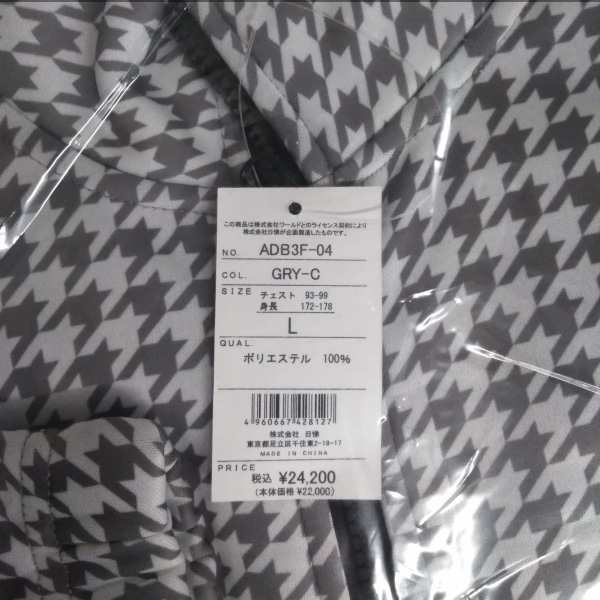 この商品は株式会社ワールドとのライセンス契約により
株式会社日悌が企画製造したものです。
NO. ADB3F-04
COL. GRY-C
SIZE チェスト 93-99
身長 172-178
L
QUAL.
ポリエステル 100%
4 960667 428127
株式会社 日悌
東京都足立区千住東2-19-17
MADE IN CHINA
PRICE
税込 ¥24,200
(本体価格 ¥22,000)